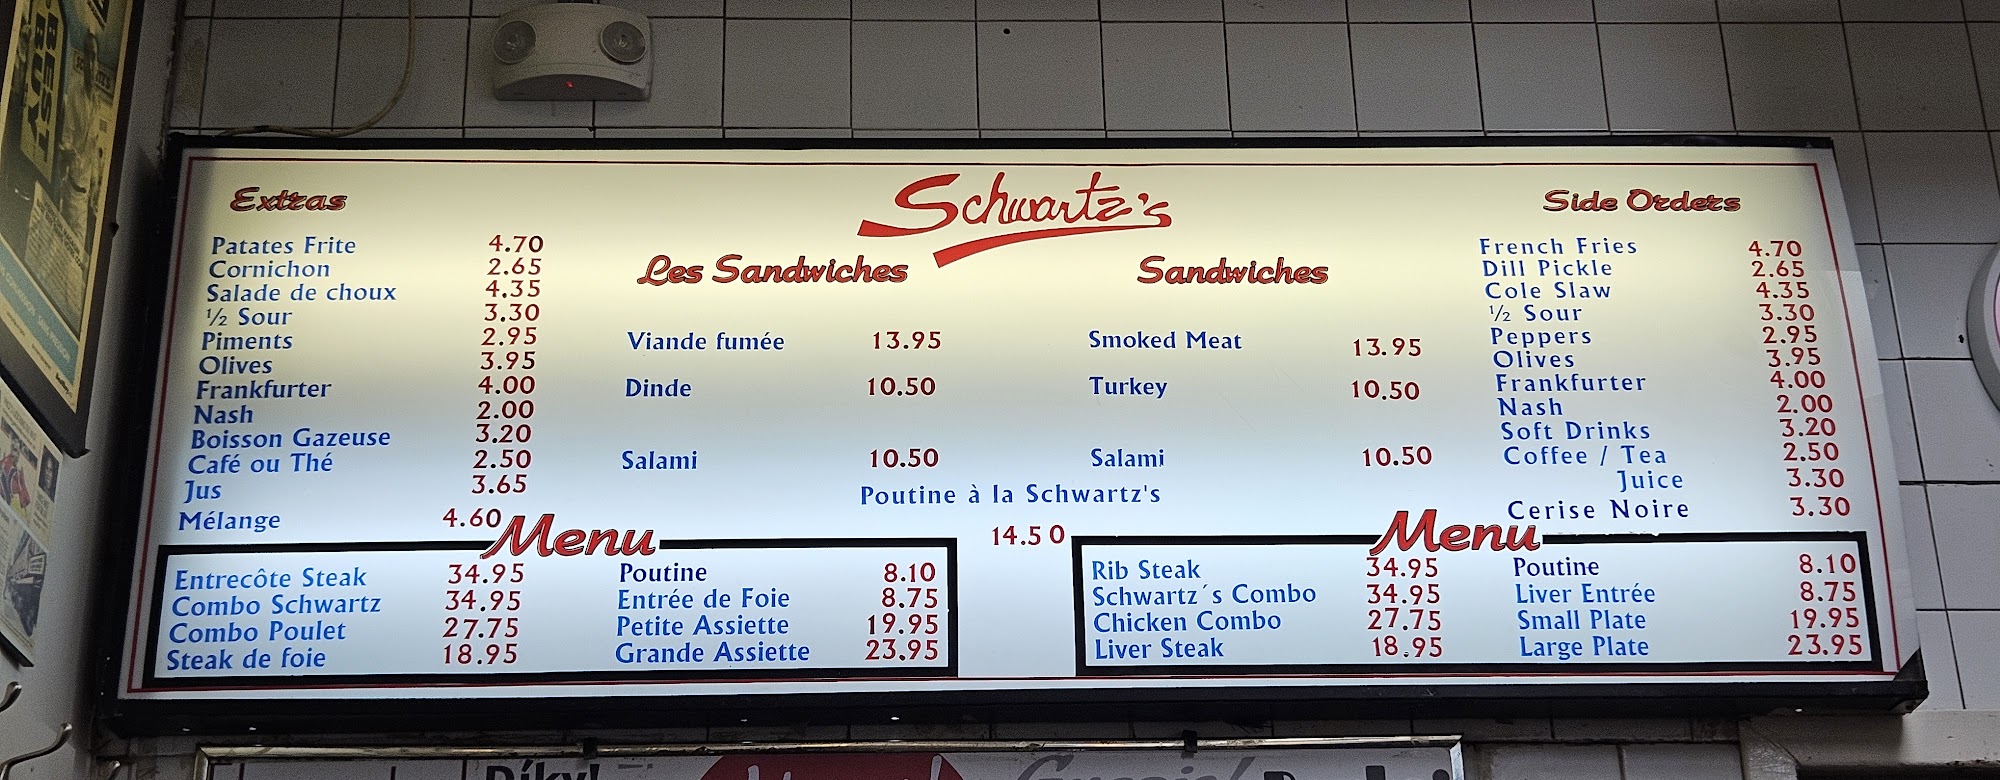 BEST
BUY
Schwartz's
Extras
Patates Frite 4.70
Cornichon 2.65
Salade de choux 4.35
½ Sour 3.30
Piments 2.95
Olives 3.95
Frankfurter 4.00
Nash 2.00
Boisson Gazeuse 3.20
Café ou Thé 2.50
Jus 3.65
Mélange 4.60
Les Sandwiches
Viande fumée 13.95
Dinde 10.50
Salami 10.50
Sandwiches
Smoked Meat 13.95
Turkey 10.50
Salami 10.50
Poutine à la Schwartz's
14.50
Side Orders
French Fries 4.70
Dill Pickle 2.65
Cole Slaw 4.35
½ Sour 3.30
Peppers 2.95
Olives 3.95
Frankfurter 4.00
Nash 2.00
Soft Drinks 3.20
Coffee / Tea 2.50
Juice 3.30
Cerise Noire 3.30
Menu
Entrecôte Steak 34.95
Combo Schwartz 34.95
Combo Poulet 27.75
Steak de foie 18.95
Poutine 8.10
Entrée de Foie 8.75
Petite Assiette 19.95
Grande Assiette 23.95
Menu
Rib Steak 34.95
Schwartz´s Combo 34.95
Chicken Combo 27.75
Liver Steak 18.95
Poutine 8.10
Liver Entrée 8.75
Small Plate 19.95
Large Plate 23.95